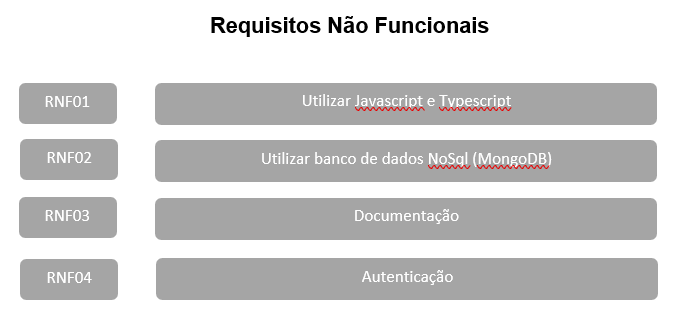 Requisitos Não Funcionais
RNF01 Utilizar Javascript e Typescript
RNF02 Utilizar banco de dados NoSql (MongoDB)
RNF03 Documentação
RNF04 Autenticação